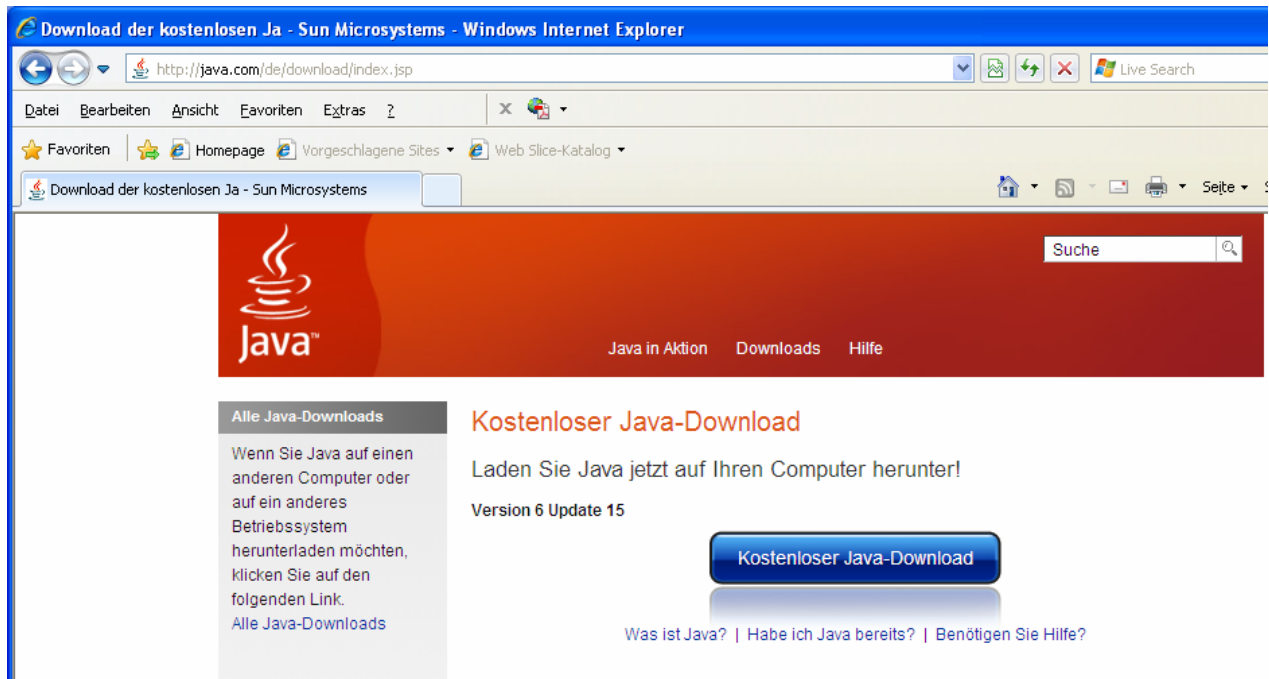 Download der kostenlosen Ja - Sun Microsystems - Windows Internet Explorer
http://java.com/de/download/index.jsp
Live Search
Datei Bearbeiten Ansicht Favoriten Extras ?
Favoriten Homepage Vorgeschlagene Sites Web Slice-Katalog
Download der kostenlosen Ja - Sun Microsystems
Seite
Suche
Java™
Java in Aktion Downloads Hilfe
Alle Java-Downloads
Wenn Sie Java auf einen
anderen Computer oder
auf ein anderes
Betriebssystem
herunterladen möchten,
klicken Sie auf den
folgenden Link.
Alle Java-Downloads
Kostenloser Java-Download
Laden Sie Java jetzt auf Ihren Computer herunter!
Version 6 Update 15
Kostenloser Java-Download
Was ist Java? | Habe ich Java bereits? | Benötigen Sie Hilfe?